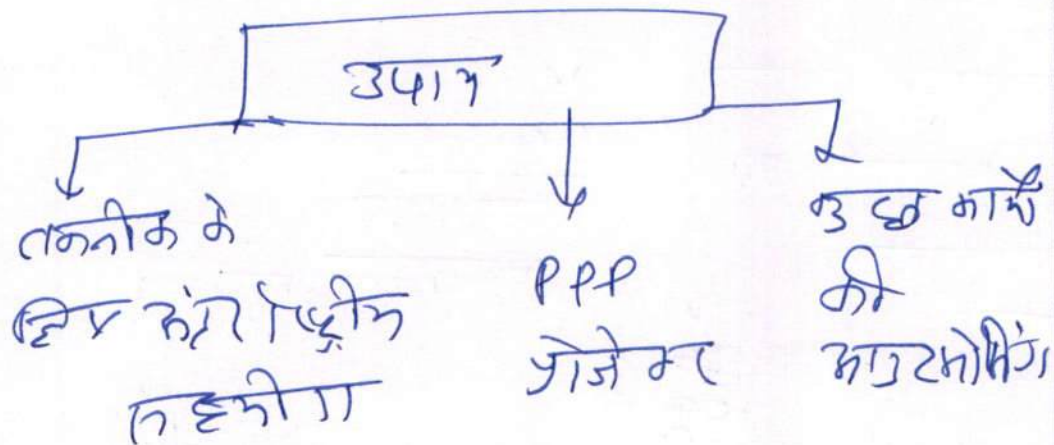 उपाय
तकनीक के
लिए अंतर्राष्ट्रीय
सहयोग
PPP
प्रोजेक्ट
कुछ कार्यों
की
आउटसोर्सिंग